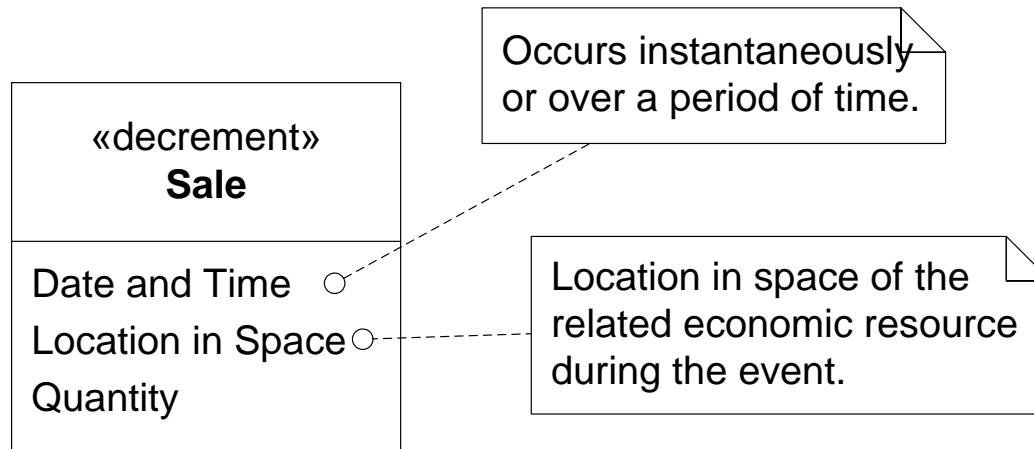 Occurs instantaneously
or over a period of time.
«decrement»
Sale
Date and Time
Location in Space
Quantity
Location in space of the
related economic resource
during the event.